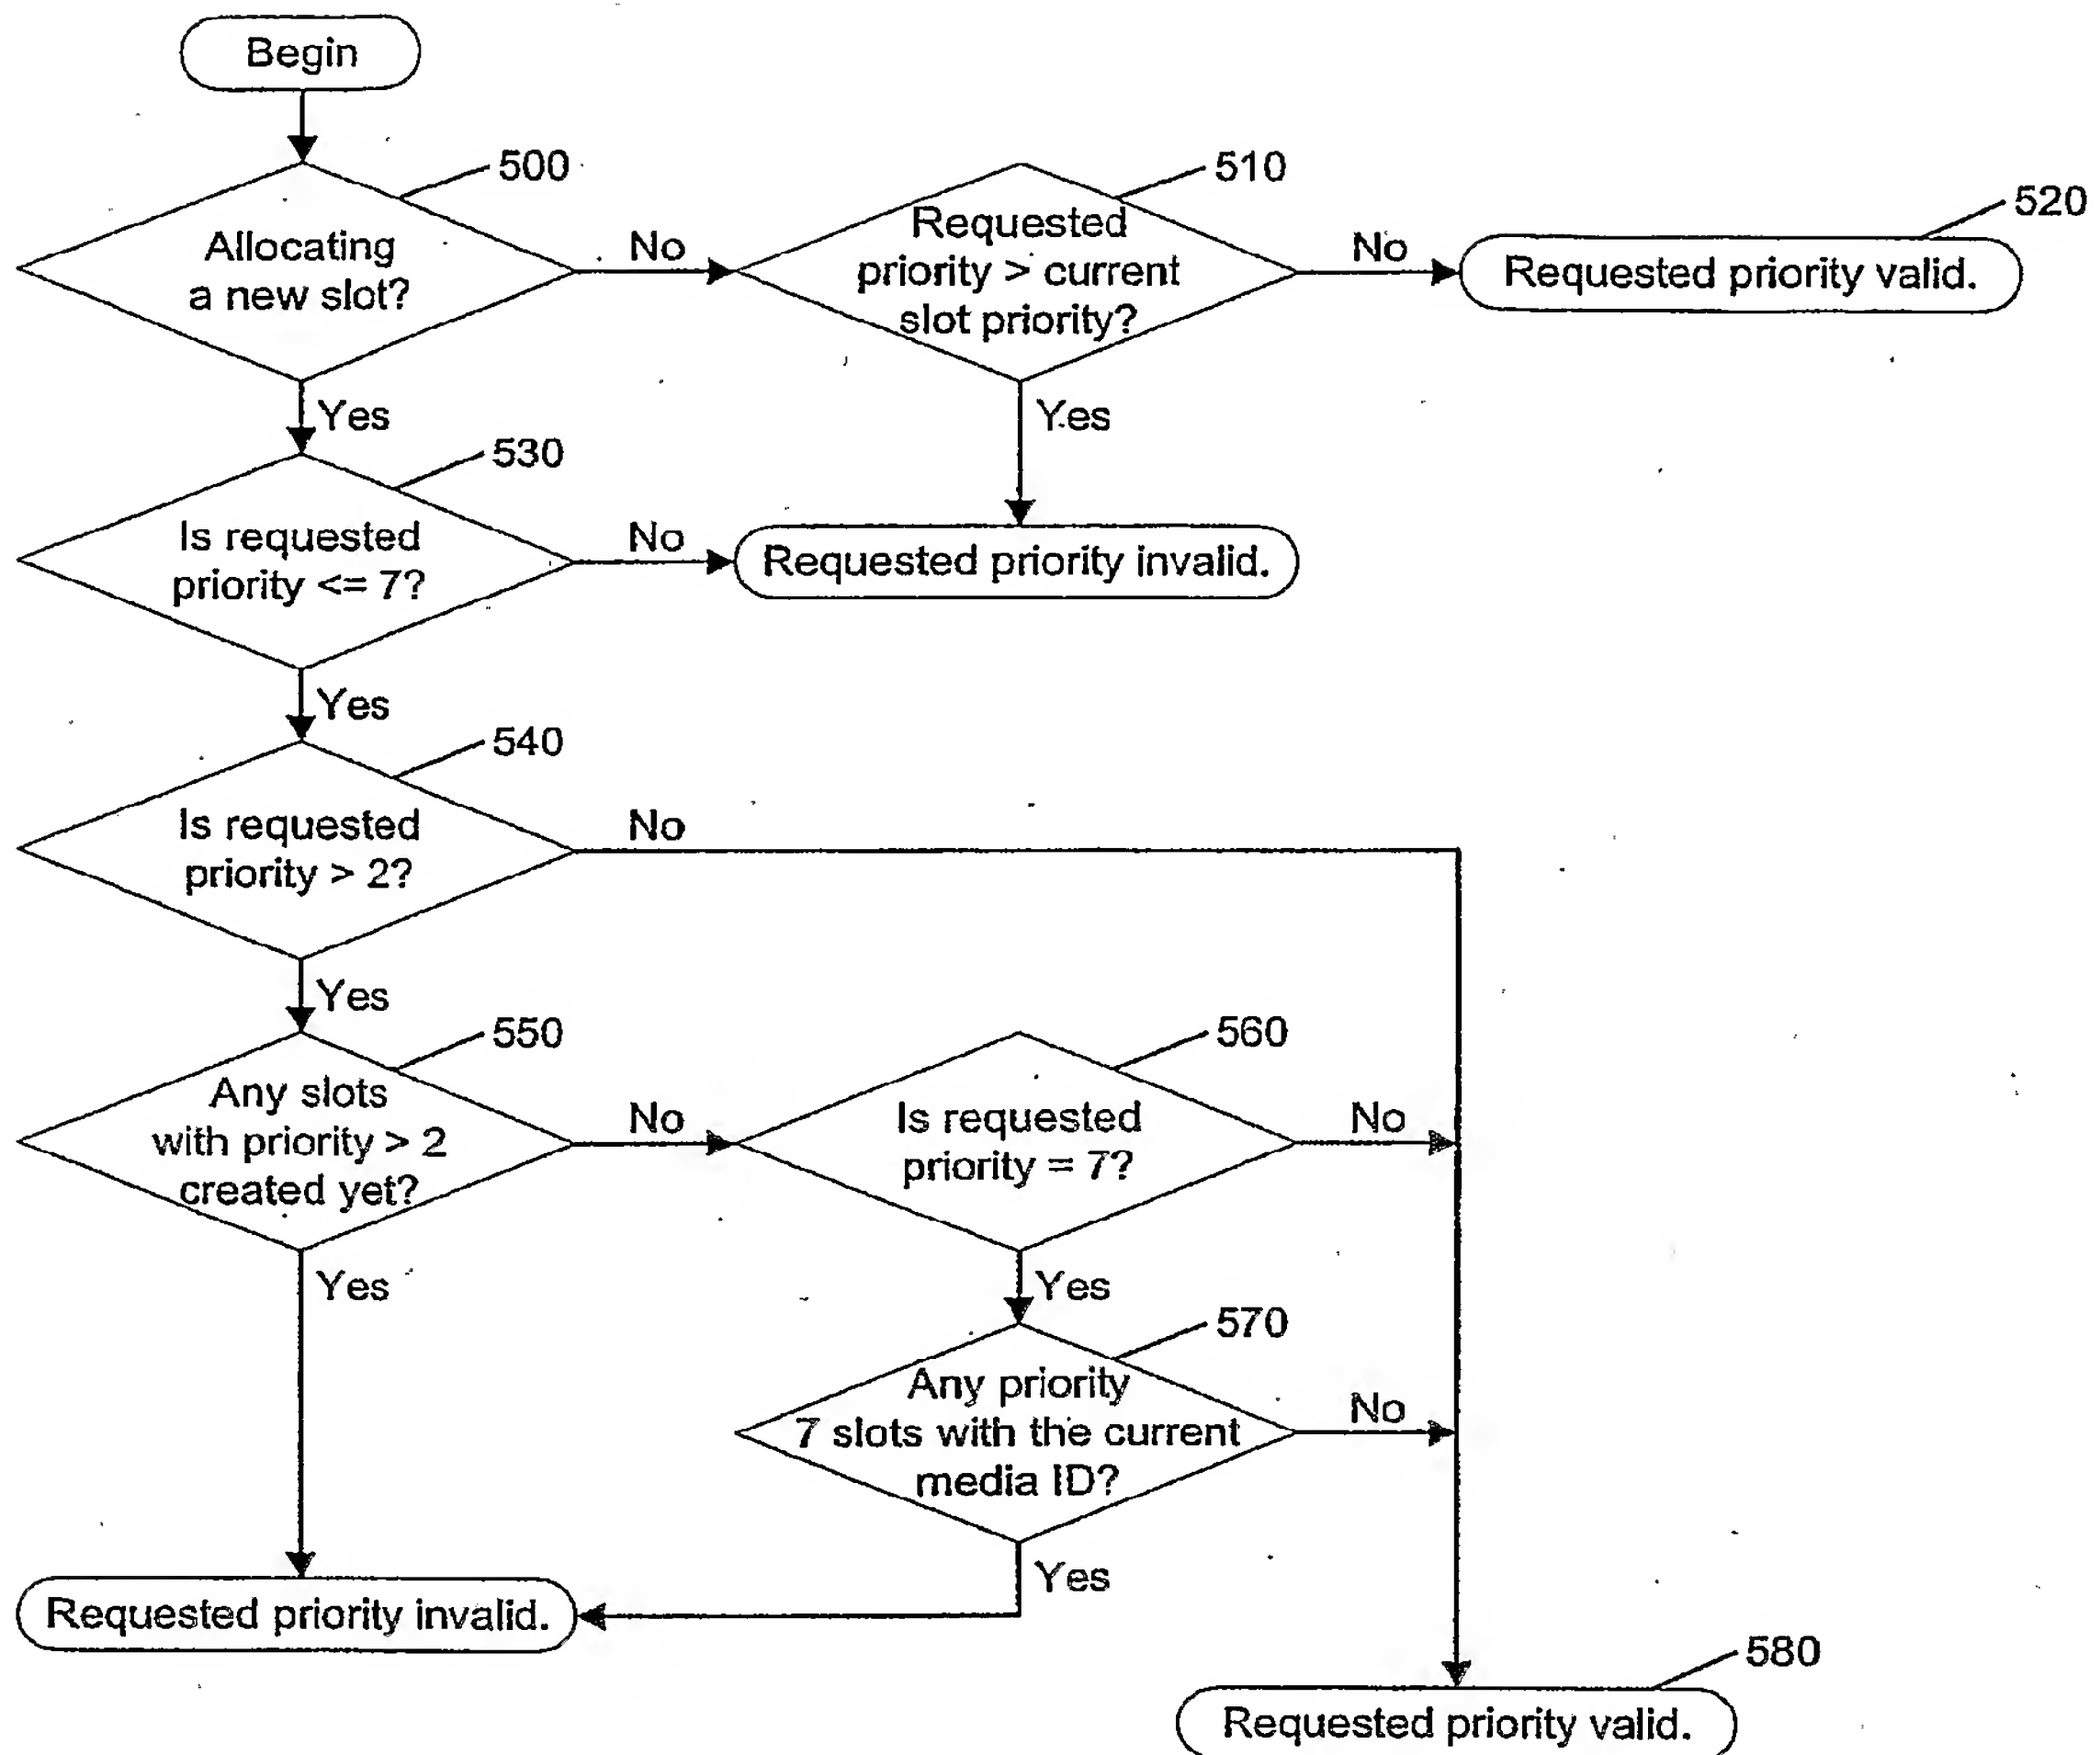 Begin
500
Allocating
a new slot?
No
Yes
510
Requested
priority > current
slot priority?
No
Yes
520
Requested priority valid.
530
Is requested
priority <= 7?
No
Yes
Requested priority invalid.
540
Is requested
priority > 2?
No
Yes
550
Any slots
with priority > 2
created yet?
No
Yes
560
Is requested
priority = 7?
No
Yes
570
Any priority
7 slots with the current
media ID?
No
Yes
Requested priority invalid.
580
Requested priority valid.